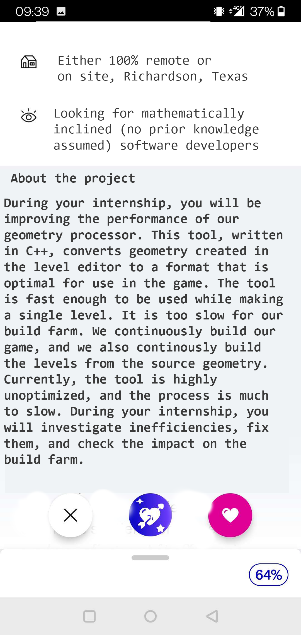 09:39
37%
Either 100% remote or
on site, Richardson, Texas
Looking for mathematically
inclined (no prior knowledge
assumed) software developers
About the project
During your internship, you will be
improving the performance of our
geometry processor. This tool, written
in C++, converts geometry created in
the level editor to a format that is
optimal for use in the game. The tool
is fast enough to be used while making
a single level. It is too slow for our
build farm. We continuously build our
game, and we also continously build
the levels from the source geometry.
Currently, the tool is highly
unoptimized, and the process is much
to slow. During your internship, you
will investigate inefficiencies, fix
them, and check the impact on the
build farm.
64%